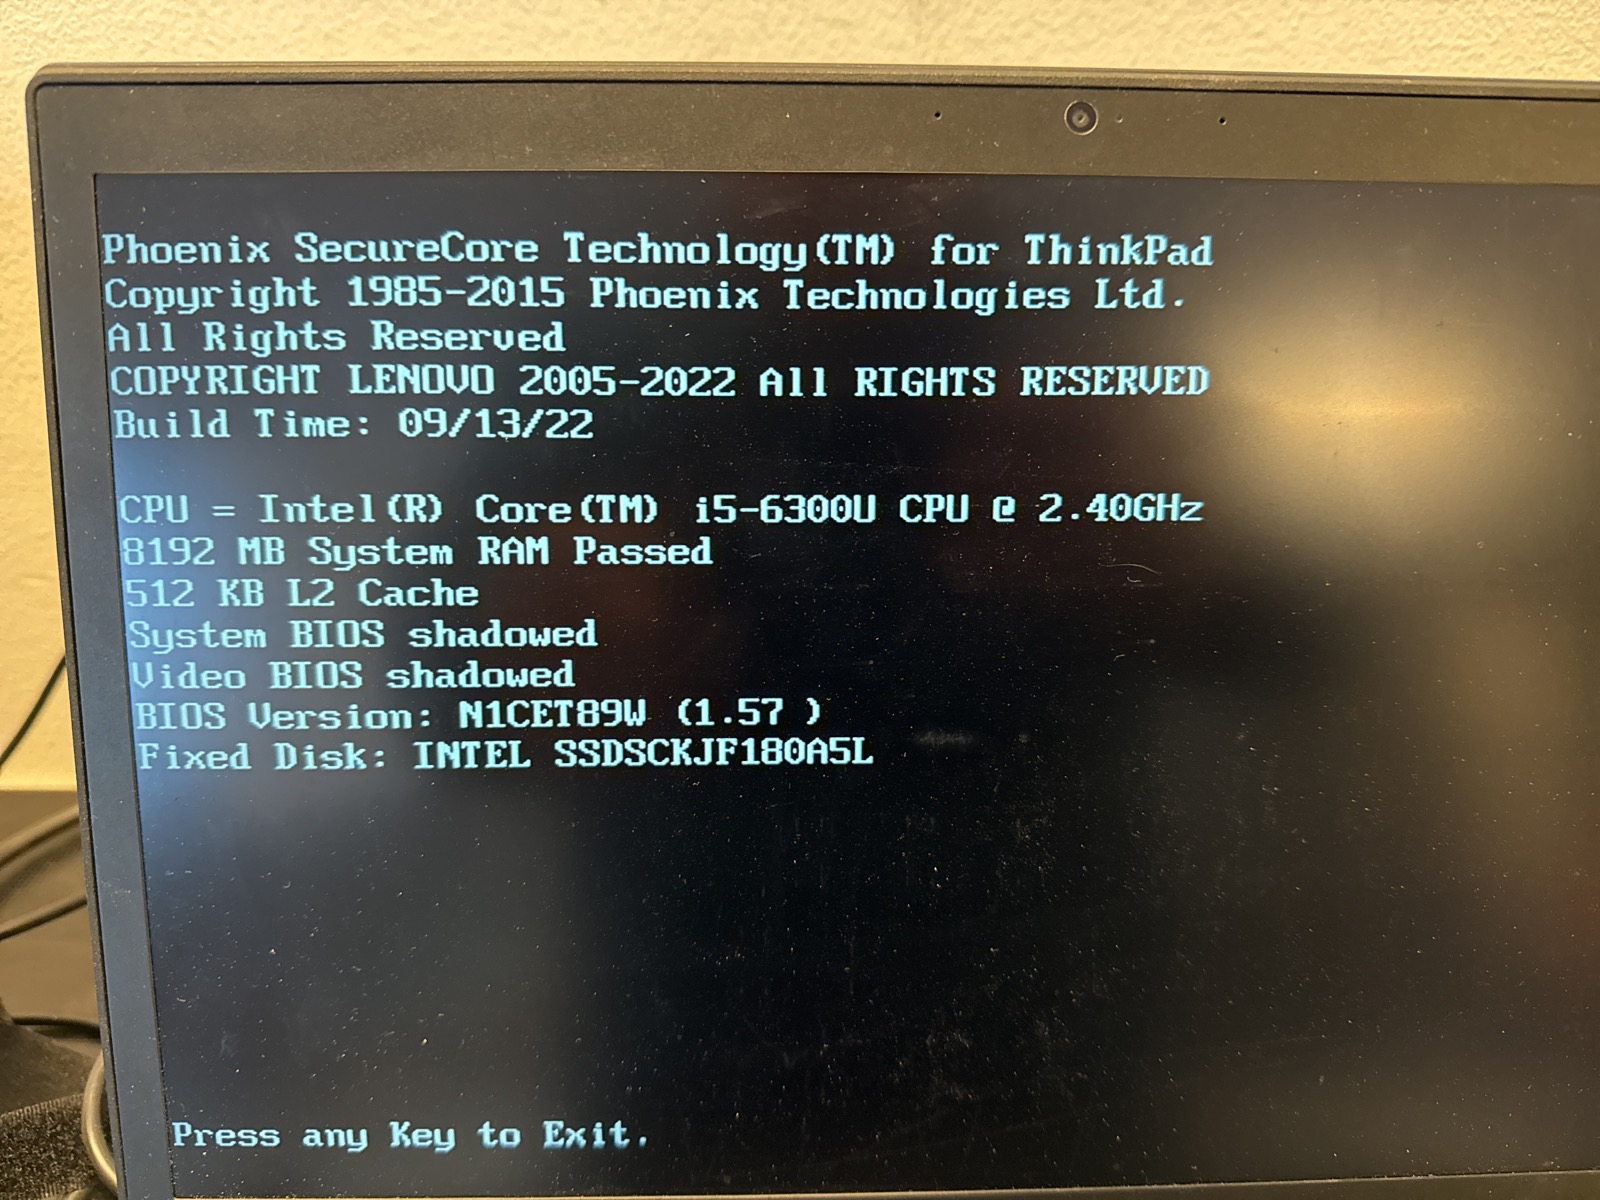 Phoenix SecureCore Technology(TM) for ThinkPad
Copyright 1985-2015 Phoenix Technologies Ltd.
All Rights Reserved
COPYRIGHT LENOVO 2005-2022 All RIGHTS RESERVED
Build Time: 09/13/22
CPU = Intel(R) Core(TM) i5-6300U CPU @ 2.40GHz
8192 MB System RAM Passed
512 KB L2 Cache
System BIOS shadowed
Video BIOS shadowed
BIOS Version: N1CET89W (1.57 )
Fixed Disk: INTEL SSDSCKJF180A5L
Press any Key to Exit.